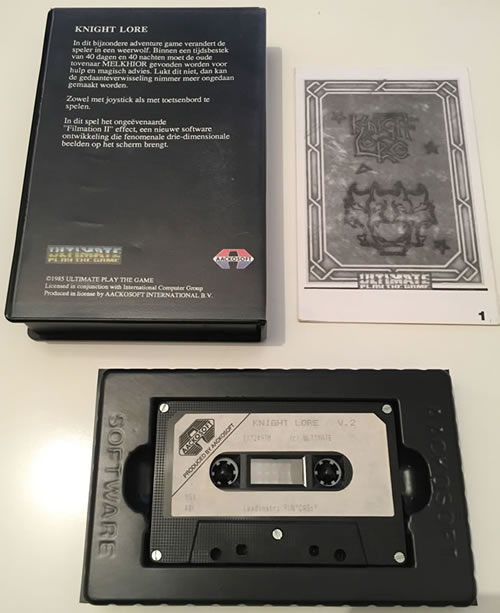 KNIGHT LORE
In dit bijzondere adventure game verandert de
speler in een weerwolf. Binnen een tijdsbestek
van 40 dagen en 40 nachten moet de oude
tovenaar MELKHIOR gevonden worden voor
hulp en magisch advies. Lukt dit niet, dan kan
de gedaanteverwisseling nimmer meer ongedaan
gemaakt worden.
Zowel met joystick als met toetsenbord te
spelen.
In dit spel het ongeëvenaarde
"Filmation II" effect, een nieuwe software
ontwikkeling die fenomenale drie-dimensionale
beelden op het scherm brengt.
ULTIMATE
PLAY THE GAME
AACKOSOFT
©1985 ULTIMATE PLAY THE GAME
Licensed in conjunction with International Computer Group
Produced in license by AACKOSOFT INTERNATIONAL B.V.
KNIGHT
LORE
ULTIMATE
PLAY THE GAME
1
SOFTWARE
AACKOSOFT
PRODUCED BY AACKOSOFT
KNIGHT LORE V.2
(c) ULTIMATE
MSX